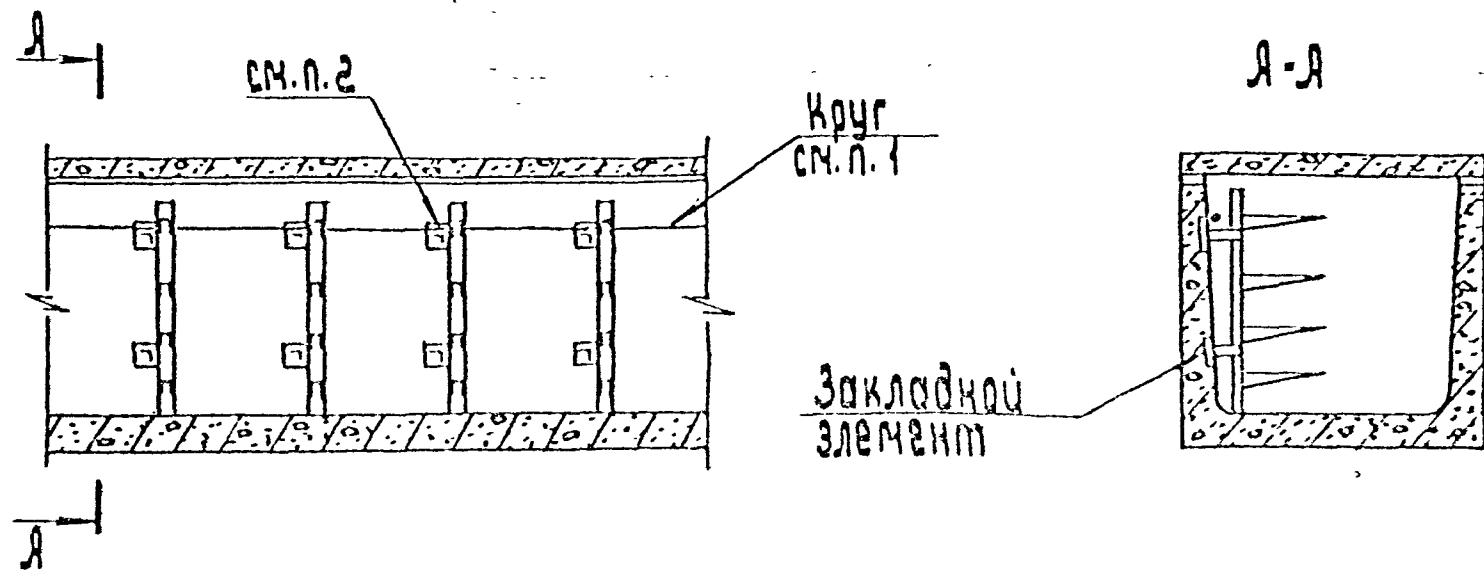 А
см.п.2
Круг
см.п.1
А-А
Закладной
элемент
А